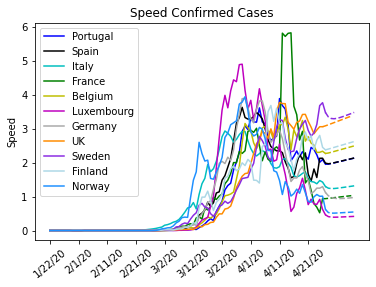 Speed Confirmed Cases
6
5
4
3
2
1
0
Speed
Portugal
Spain
Italy
France
Belgium
Luxembourg
Germany
UK
Sweden
Finland
Norway
1/22/20
2/1/20
2/11/20
2/21/20
3/2/20
3/12/20
3/22/20
4/1/20
4/11/20
4/21/20